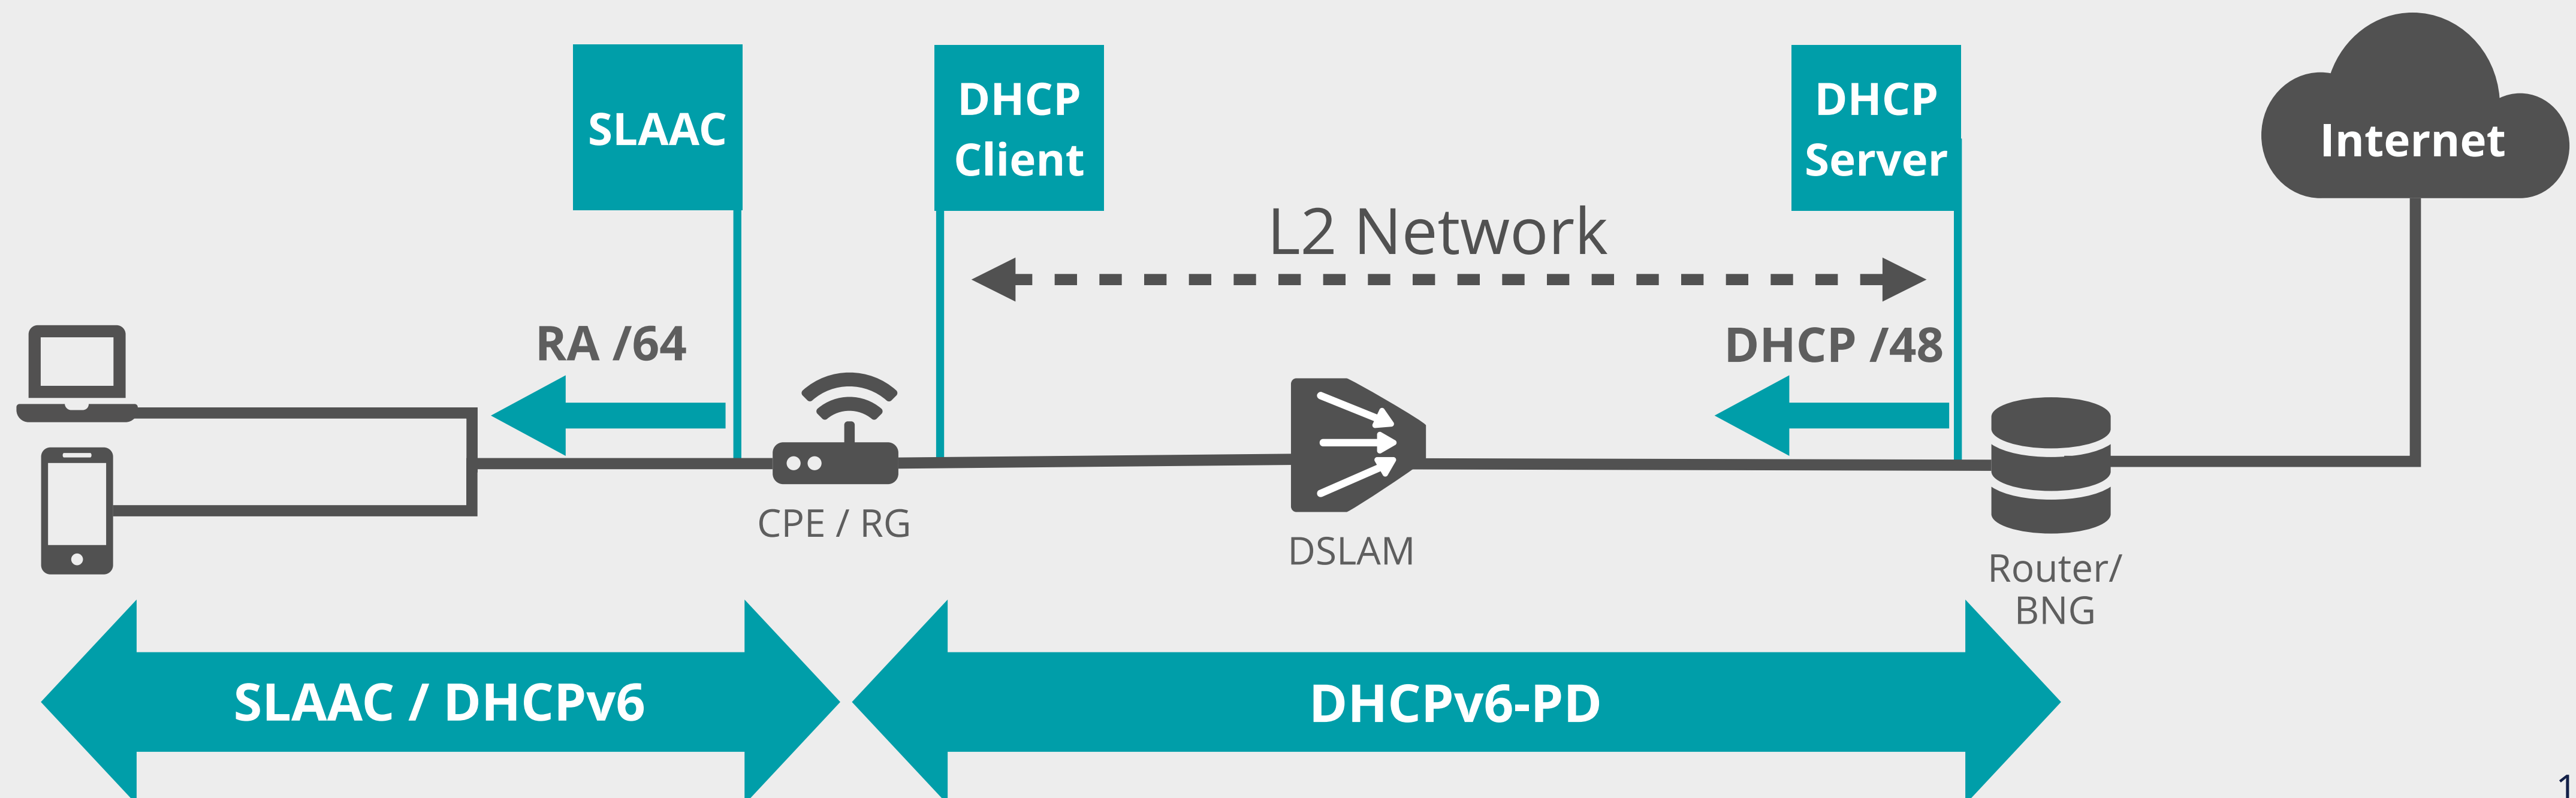 SLAAC
DHCP
Client
DHCP
Server
Internet
L2 Network
RA /64
DHCP /48
CPE / RG
DSLAM
Router/
BNG
SLAAC / DHCPv6
DHCPv6-PD
1